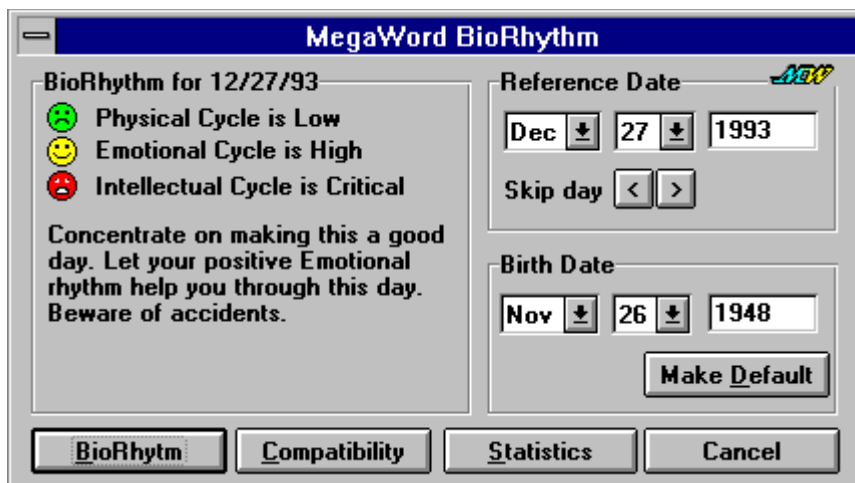 MegaWord BioRhythm
BioRhythm for 12/27/93
Physical Cycle is Low
Emotional Cycle is High
Intellectual Cycle is Critical
Concentrate on making this a good
day. Let your positive Emotional
rhythm help you through this day.
Beware of accidents.
Reference Date
NEW
Dec 27 1993
Skip day < >
Birth Date
Nov 26 1948
Make Default
BioRhytm Compatibility Statistics Cancel